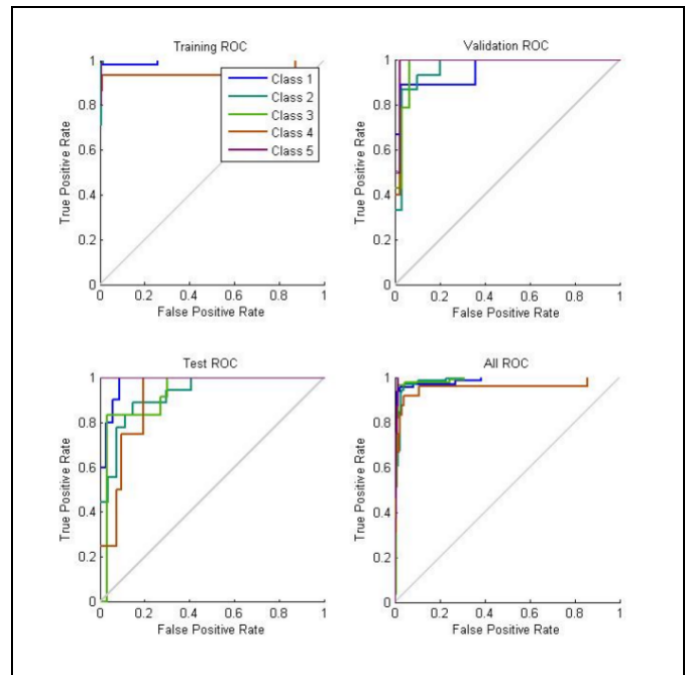 Training ROC
1
0.8
0.6
0.4
0.2
0
True Positive Rate
0 0.2 0.4 0.6 0.8 1
False Positive Rate
Class 1
Class 2
Class 3
Class 4
Class 5
Validation ROC
1
0.8
0.6
0.4
0.2
0
True Positive Rate
0 0.2 0.4 0.6 0.8 1
False Positive Rate
Test ROC
1
0.8
0.6
0.4
0.2
0
True Positive Rate
0 0.2 0.4 0.6 0.8 1
False Positive Rate
All ROC
1
0.8
0.6
0.4
0.2
0
True Positive Rate
0 0.2 0.4 0.6 0.8 1
False Positive Rate